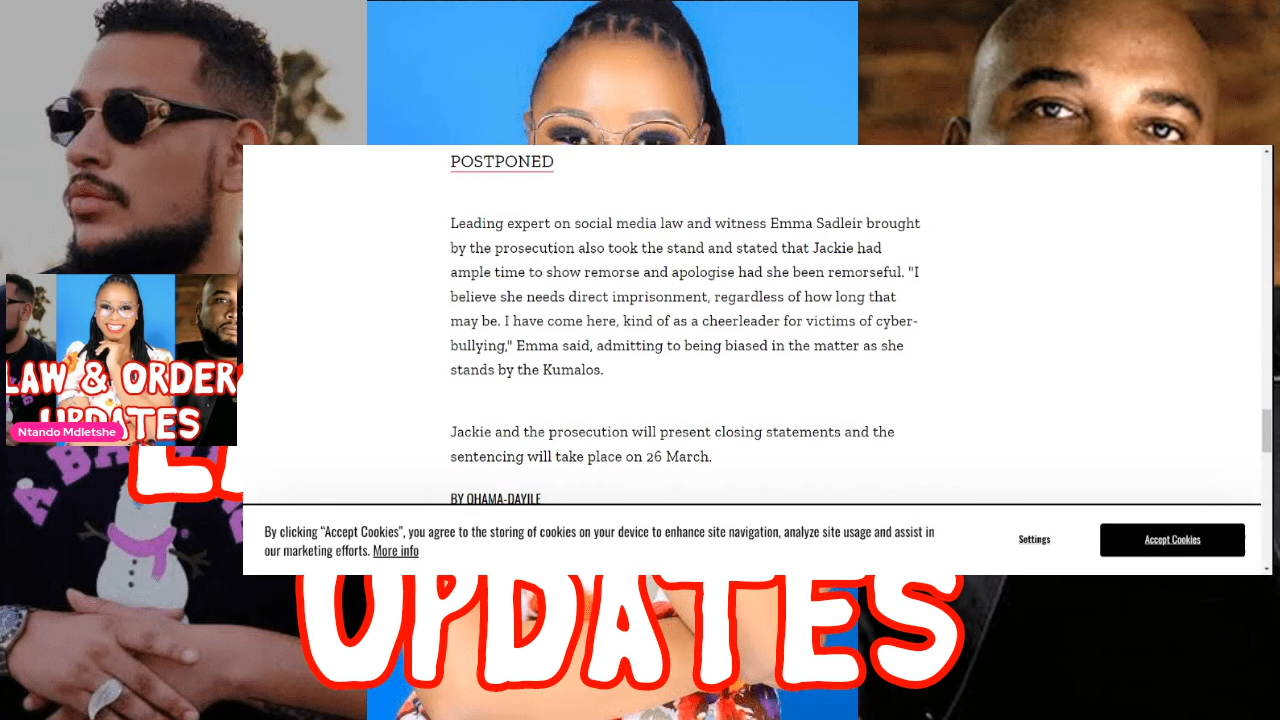 POSTPONED
Leading expert on social media law and witness Emma Sadleir brought
by the prosecution also took the stand and stated that Jackie had
ample time to show remorse and apologise had she been remorseful. "I
believe she needs direct imprisonment, regardless of how long that
may be. I have come here, kind of as a cheerleader for victims of cyber-
bullying," Emma said, admitting to being biased in the matter as she
stands by the Kumalos.
Jackie and the prosecution will present closing statements and the
sentencing will take place on 26 March.
BY OHAMA-DAYILE
By clicking “Accept Cookies”, you agree to the storing of cookies on your device to enhance site navigation, analyze site usage and assist in
our marketing efforts. More info
Settings
Accept Cookies
LAW & ORDER
UPDATES
Ntando Mdletshe
A BA
UPDATES